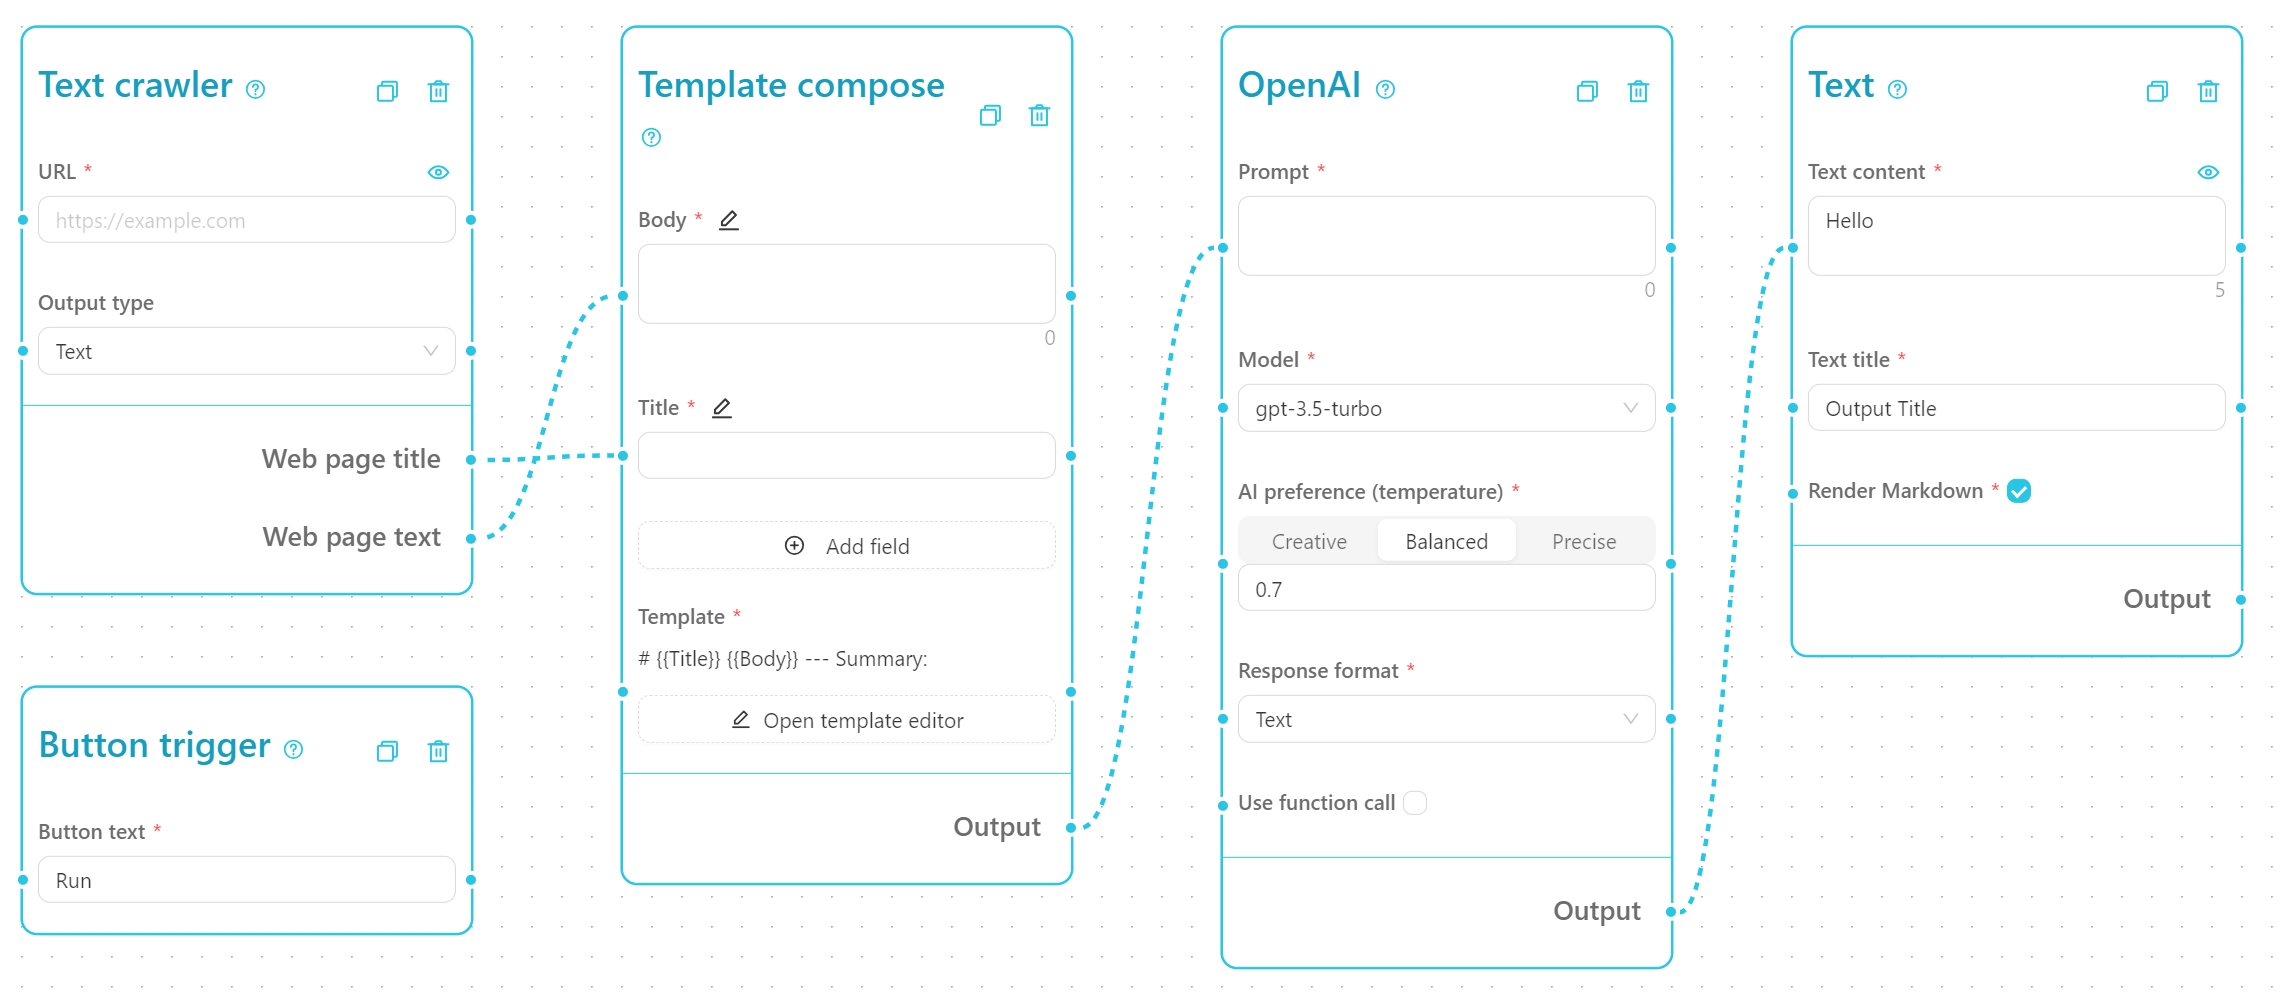 Text crawler
URL *
https://example.com
Output type
Text
Web page title
Web page text
Button trigger
Button text *
Run
Template compose
Body *
0
Title *
Add field
Template *
# {{Title}} {{Body}} --- Summary:
Open template editor
Output
OpenAI
Prompt *
0
Model *
gpt-3.5-turbo
AI preference (temperature) *
Creative Balanced Precise
0.7
Response format *
Text
Use function call
Output
Text
Text content *
Hello
5
Text title *
Output Title
Render Markdown *
Output